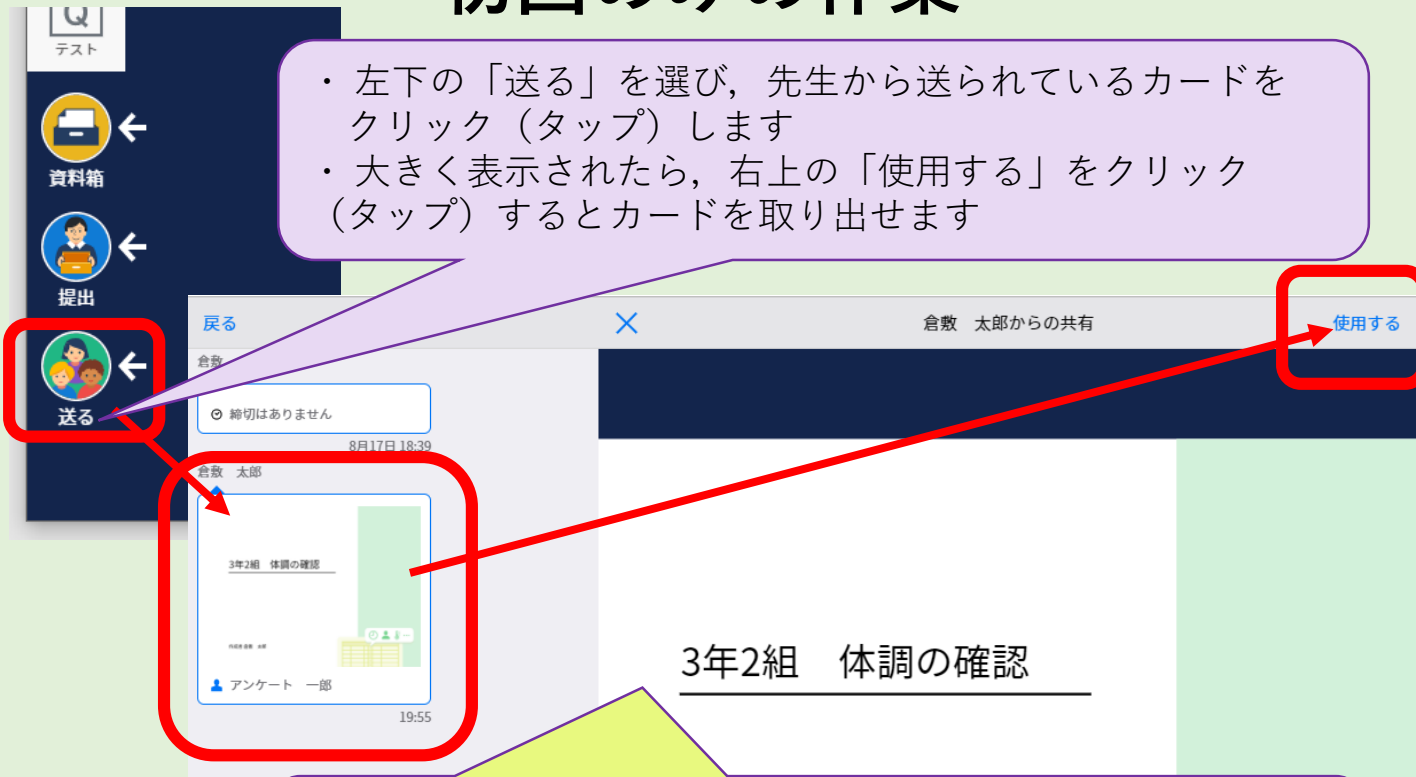 初回のみの作業
Q
テスト
・ 左下の「送る」を選び，先生から送られているカードを
クリック（タップ）します
・ 大きく表示されたら，右上の「使用する」をクリック
（タップ）するとカードを取り出せます
資料箱
提出
送る
戻る
倉敷　太郎からの共有
使用する
倉敷
締切はありません
8月17日 18:39
倉敷　太郎
3年2組　体調の確認
アンケート　一郎
19:55
3年2組　体調の確認